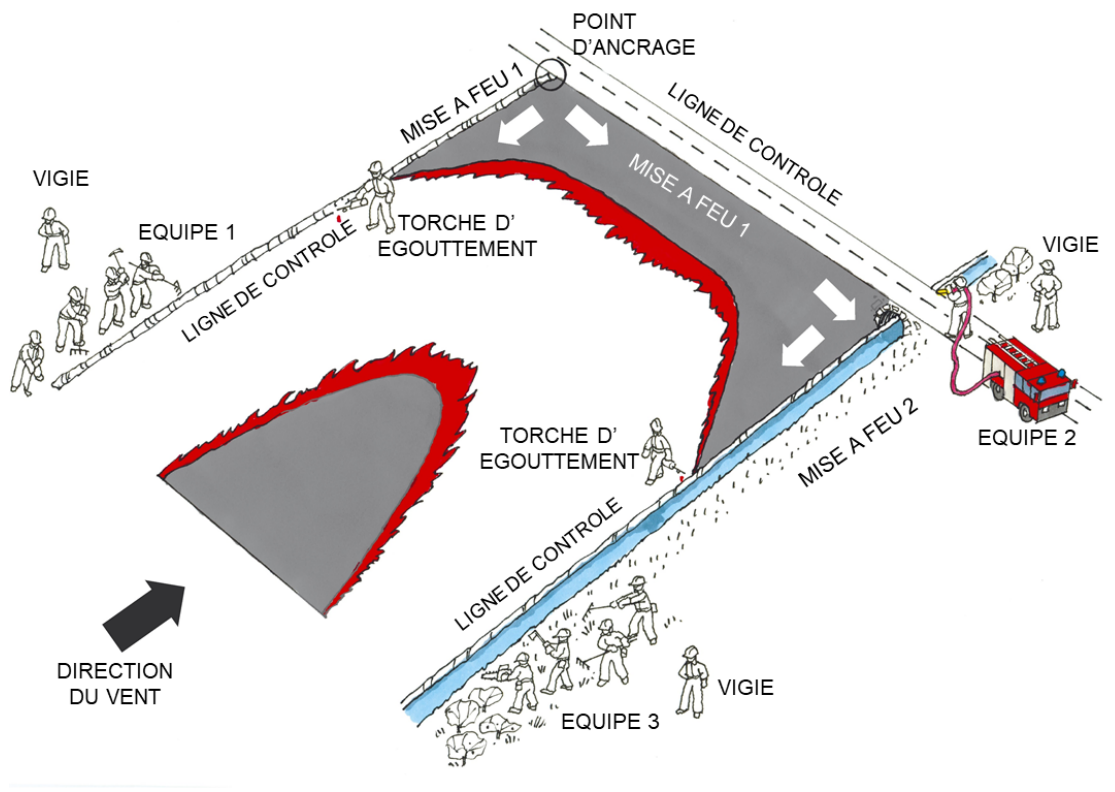 POINT
D'ANCRAGE
MISE A FEU 1
LIGNE DE CONTROLE
VIGIE
MISE A FEU 1
EQUIPE 1
TORCHE D'
EGOUTTEMENT
VIGIE
LIGNE DE CONTROLE
TORCHE D'
EGOUTTEMENT
MISE A FEU 2
EQUIPE 2
LIGNE DE CONTROLE
DIRECTION
DU VENT
VIGIE
EQUIPE 3